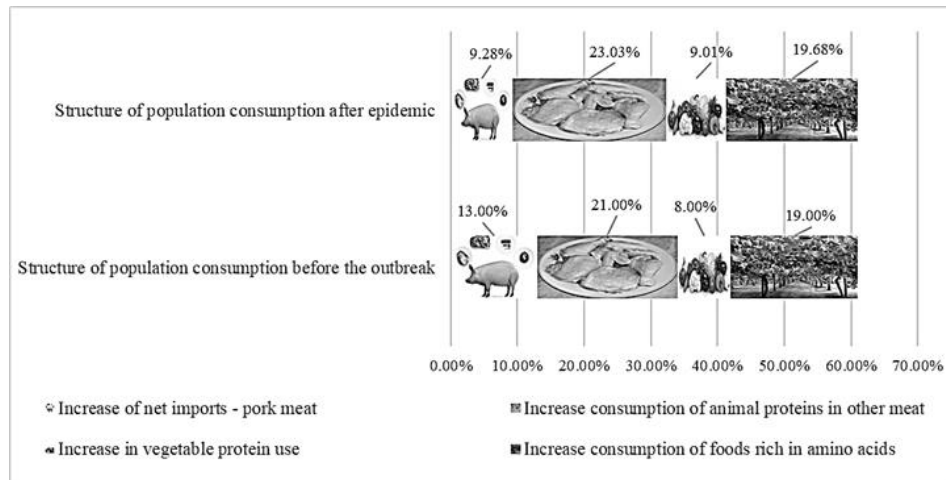 9.28% 23.03% 9.01% 19.68%
Structure of population consumption after epidemic
13.00% 21.00% 8.00% 19.00%
Structure of population consumption before the outbreak
0.00% 10.00% 20.00% 30.00% 40.00% 50.00% 60.00% 70.00%
Increase of net imports - pork meat
Increase consumption of animal proteins in other meat
Increase in vegetable protein use
Increase consumption of foods rich in amino acids